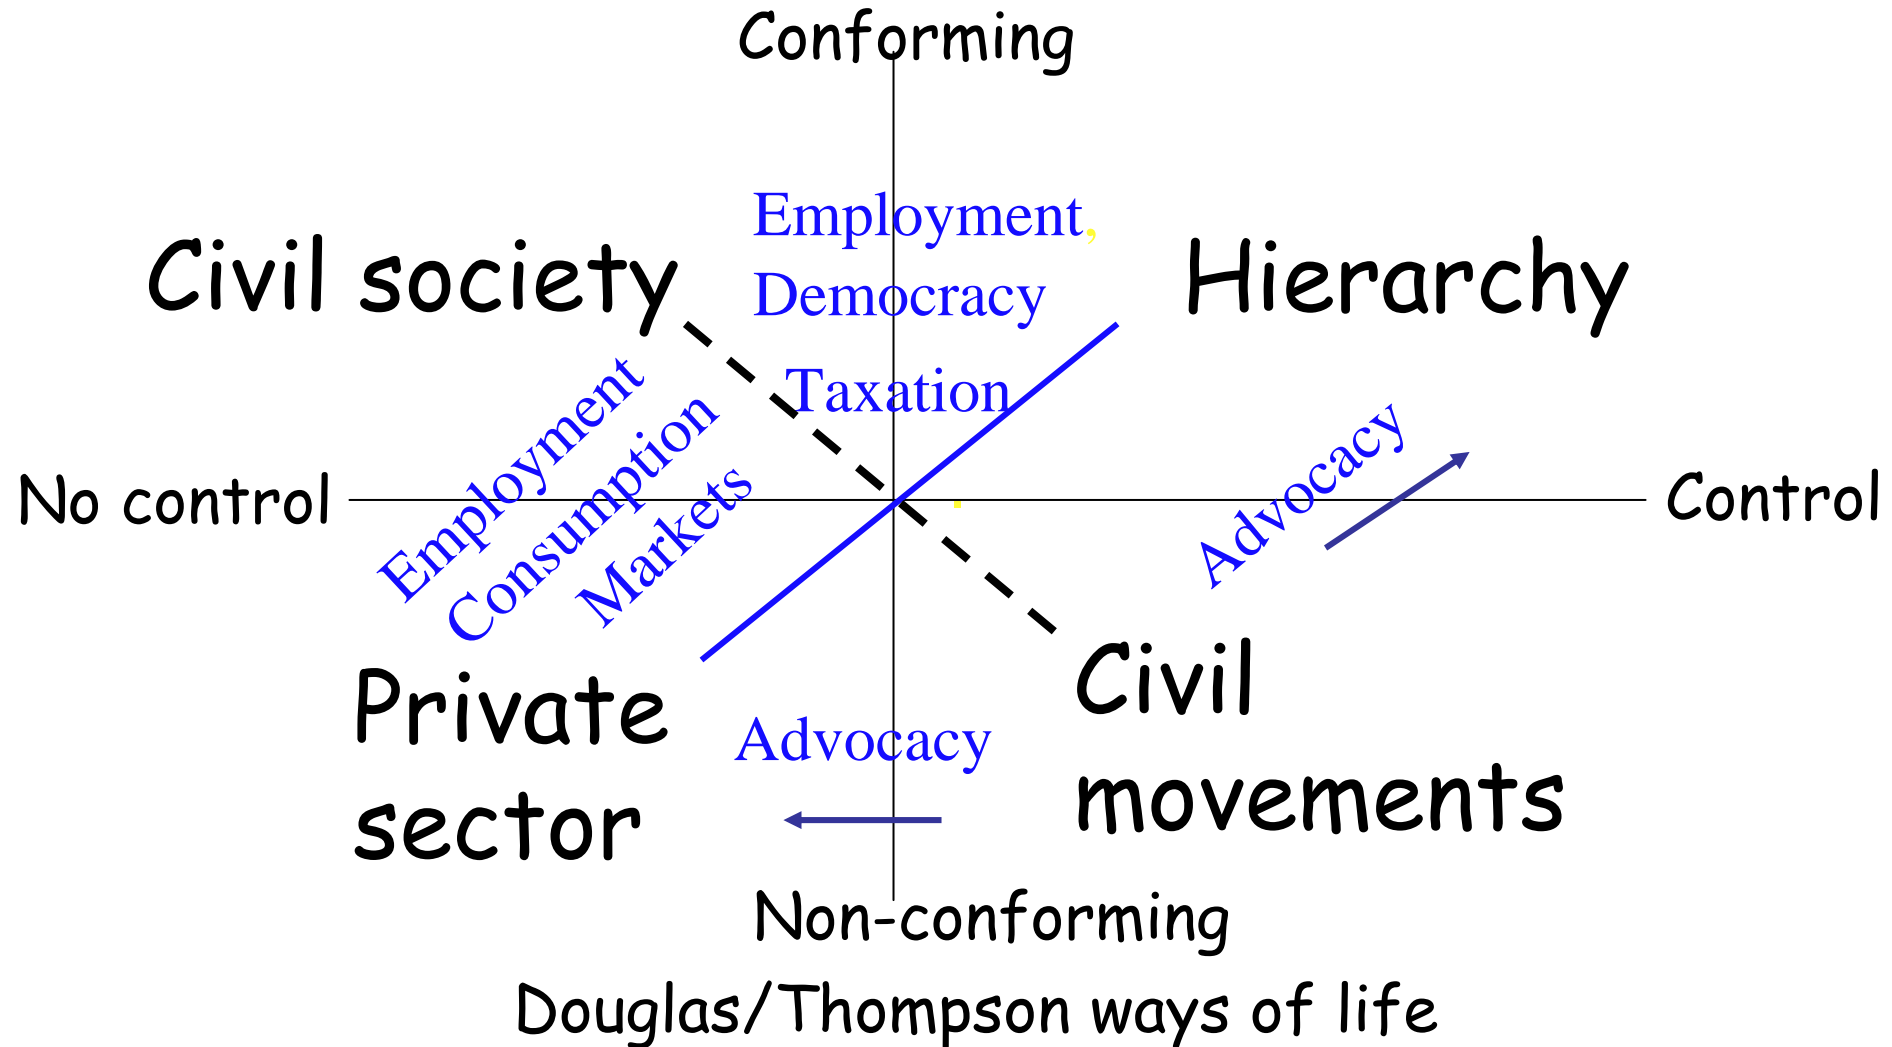 Conforming
Employment,
Democracy
Taxation
Civil society
Hierarchy
Employment
Consumption
Markets
Advocacy
No control
Control
Private
sector
Advocacy
Civil
movements
Non-conforming
Douglas/Thompson ways of life